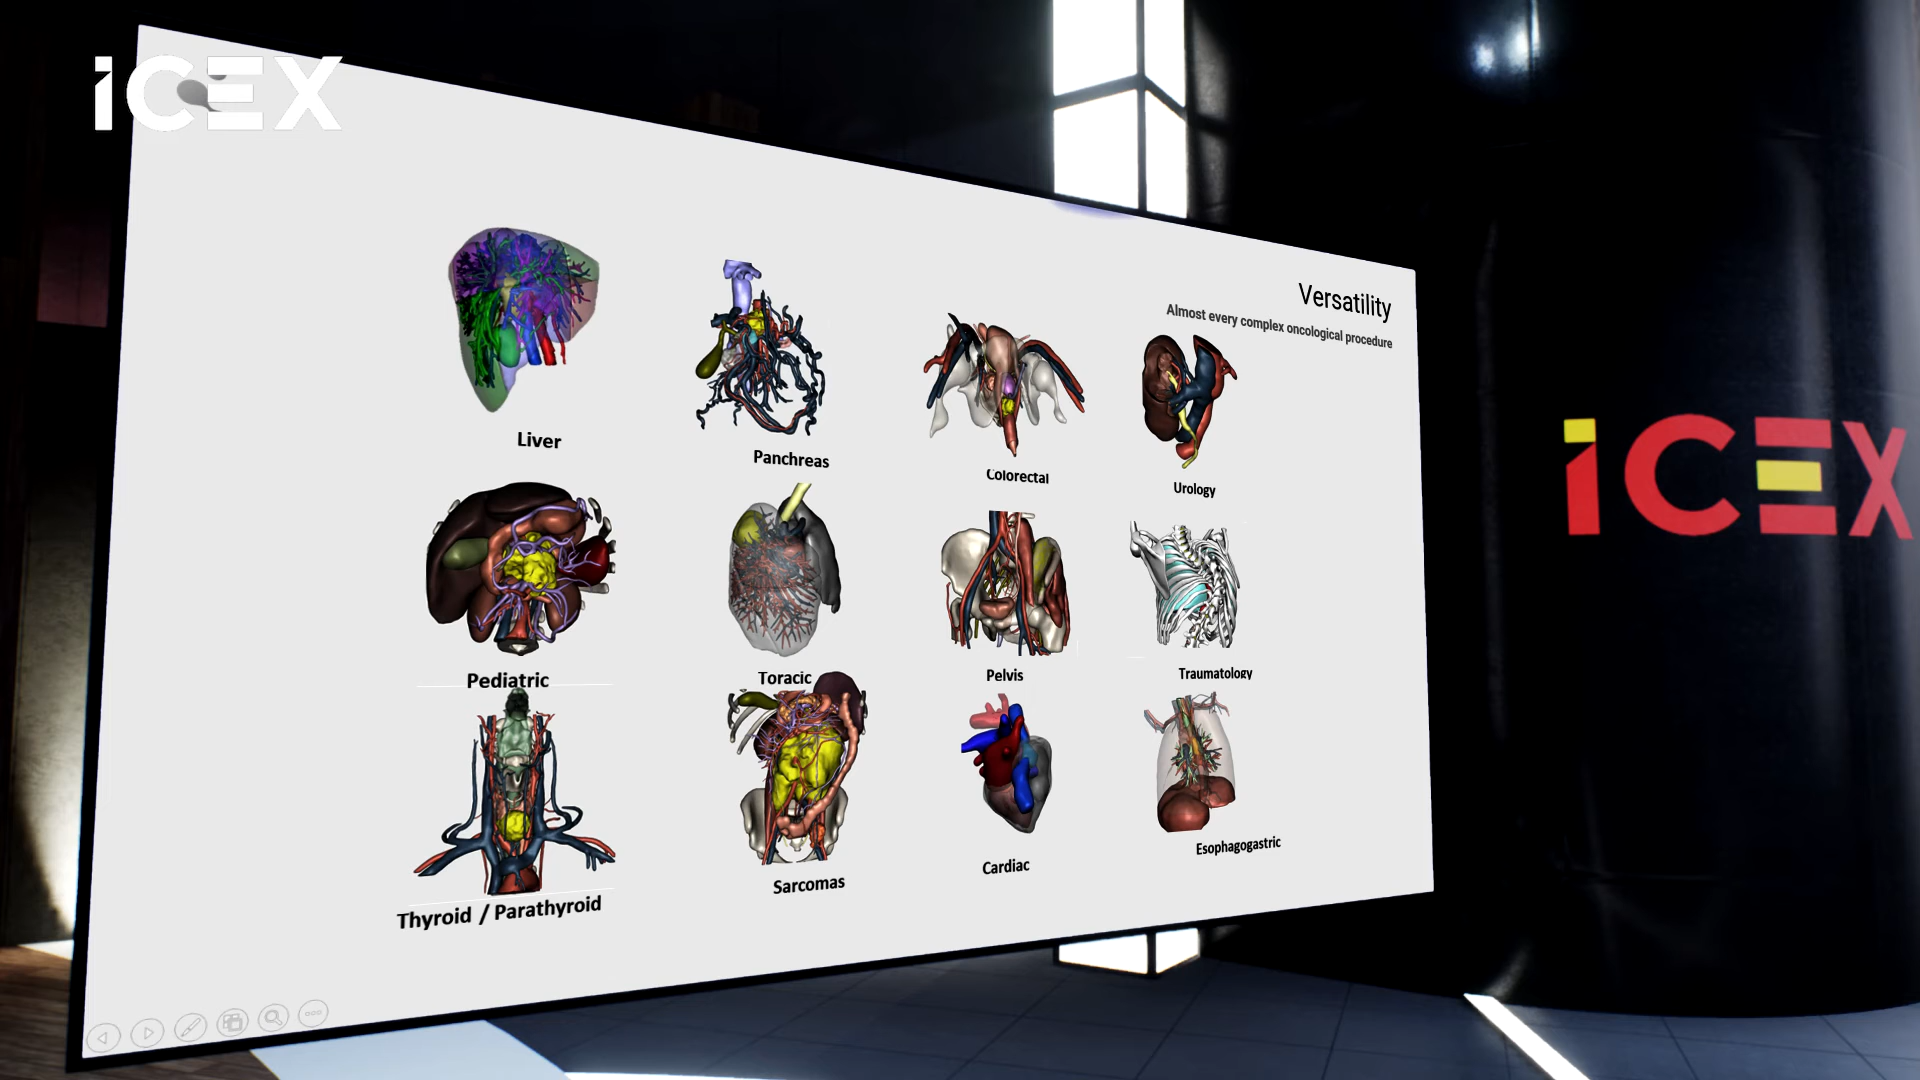 iCEX
Versatility
Almost every complex oncological procedure
Liver
Panchreas
Colorectal
Urology
Pediatric
Toracic
Pelvis
Traumatology
Thyroid / Parathyroid
Sarcomas
Cardiac
Esophagogastric
iCEX